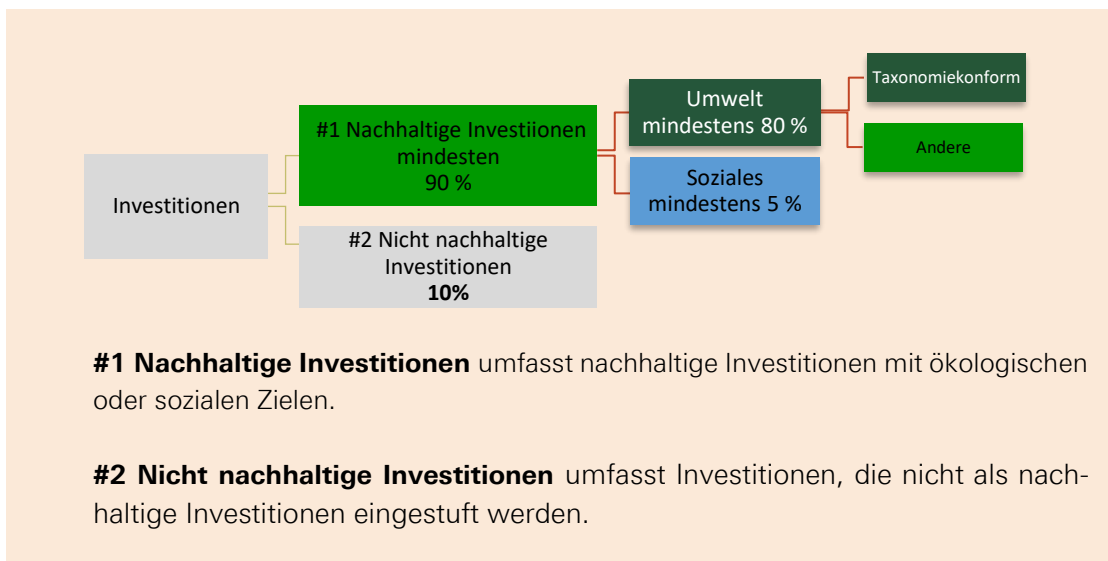 Investitionen
#1 Nachhaltige Investiionen
mindesten
90 %
#2 Nicht nachhaltige
Investitionen
10%
Umwelt
mindestens 80 %
Soziales
mindestens 5 %
Taxonomiekonform
Andere
#1 Nachhaltige Investitionen umfasst nachhaltige Investitionen mit ökologischen
oder sozialen Zielen.
#2 Nicht nachhaltige Investitionen umfasst Investitionen, die nicht als nach-
haltige Investitionen eingestuft werden.